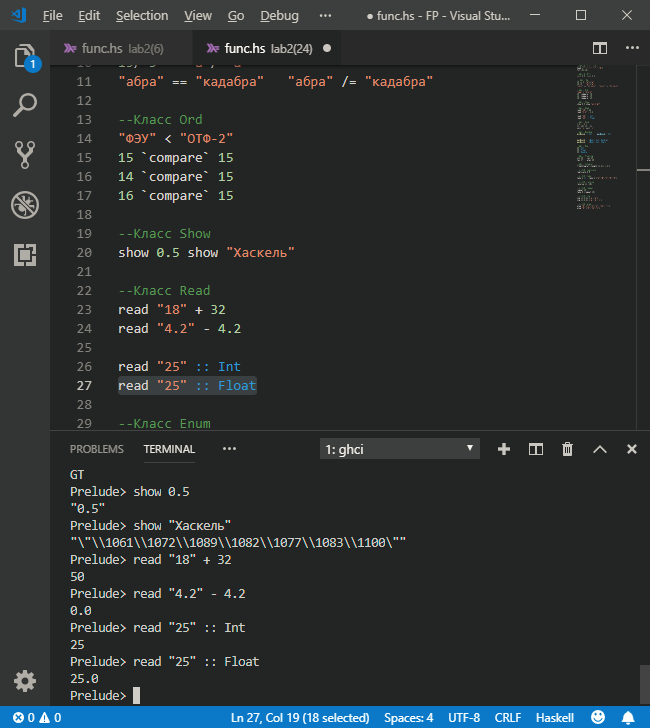 File Edit Selection View Go Debug ··· ● func.hs - FP - Visual Stu...
func.hs lab2(6) func.hs lab2(24) ●
11 "абра" == "кадабра" "абра" /= "кадабра"
12
13 --Класс Ord
14 "ФЭУ" < "ОТФ-2"
15 15 `compare` 15
16 14 `compare` 15
17 16 `compare` 15
18
19 --Класс Show
20 show 0.5 show "Хаскель"
21
22 --Класс Read
23 read "18" + 32
24 read "4.2" - 4.2
25
26 read "25" :: Int
27 read "25" :: Float
28
29 --Класс Enum
PROBLEMS TERMINAL ··· 1: ghci
GT
Prelude> show 0.5
"0.5"
Prelude> show "Хаскель"
"\"\\1061\\1072\\1089\\1082\\1077\\1083\\1100\""
Prelude> read "18" + 32
50
Prelude> read "4.2" - 4.2
0.0
Prelude> read "25" :: Int
25
Prelude> read "25" :: Float
25.0
Prelude>
1
0 0 Ln 27, Col 19 (18 selected) Spaces: 4 UTF-8 CRLF Haskell